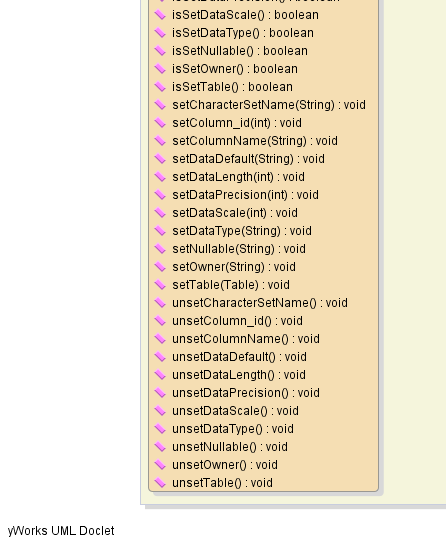 isSetDataPrecision() : boolean
isSetDataScale() : boolean
isSetDataType() : boolean
isSetNullable() : boolean
isSetOwner() : boolean
isSetTable() : boolean
setCharacterSetName(String) : void
setColumn_id(int) : void
setColumnName(String) : void
setDataDefault(String) : void
setDataLength(int) : void
setDataPrecision(int) : void
setDataScale(int) : void
setDataType(String) : void
setNullable(String) : void
setOwner(String) : void
setTable(Table) : void
unsetCharacterSetName() : void
unsetColumn_id() : void
unsetColumnName() : void
unsetDataDefault() : void
unsetDataLength() : void
unsetDataPrecision() : void
unsetDataScale() : void
unsetDataType() : void
unsetNullable() : void
unsetOwner() : void
unsetTable() : void
yWorks UML Doclet